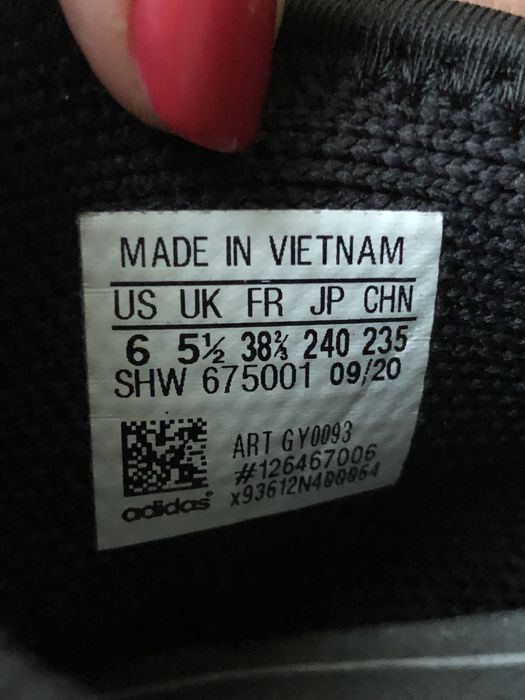 MADE IN VIETNAM
US UK FR JP CHN
6 5½ 38⅔ 240 235
SHW 675001 09/20
ART GY0093
#126467006
adidas